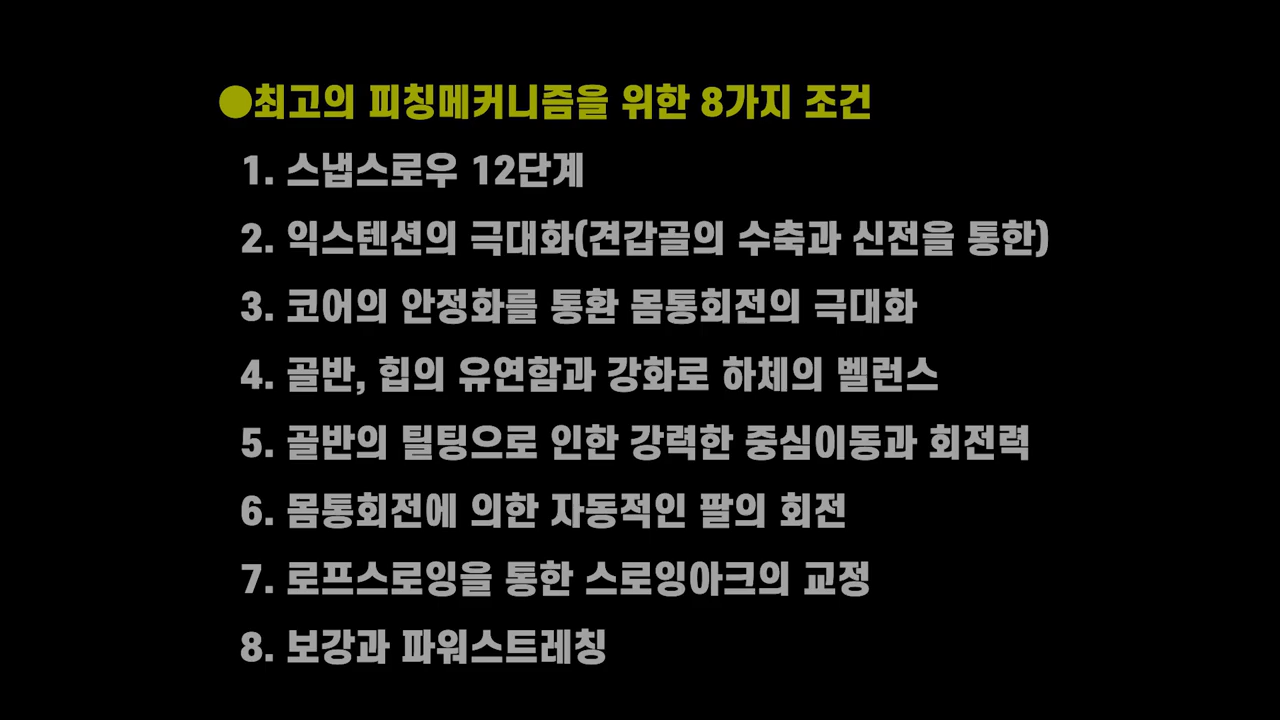 ●최고의 피칭메커니즘을 위한 8가지 조건
1. 스냅스로우 12단계
2. 익스텐션의 극대화(견갑골의 수축과 신전을 통한)
3. 코어의 안정화를 통환 몸통회전의 극대화
4. 골반, 힙의 유연함과 강화로 하체의 벨런스
5. 골반의 틸팅으로 인한 강력한 중심이동과 회전력
6. 몸통회전에 의한 자동적인 팔의 회전
7. 로프스로잉을 통한 스로잉아크의 교정
8. 보강과 파워스트레칭